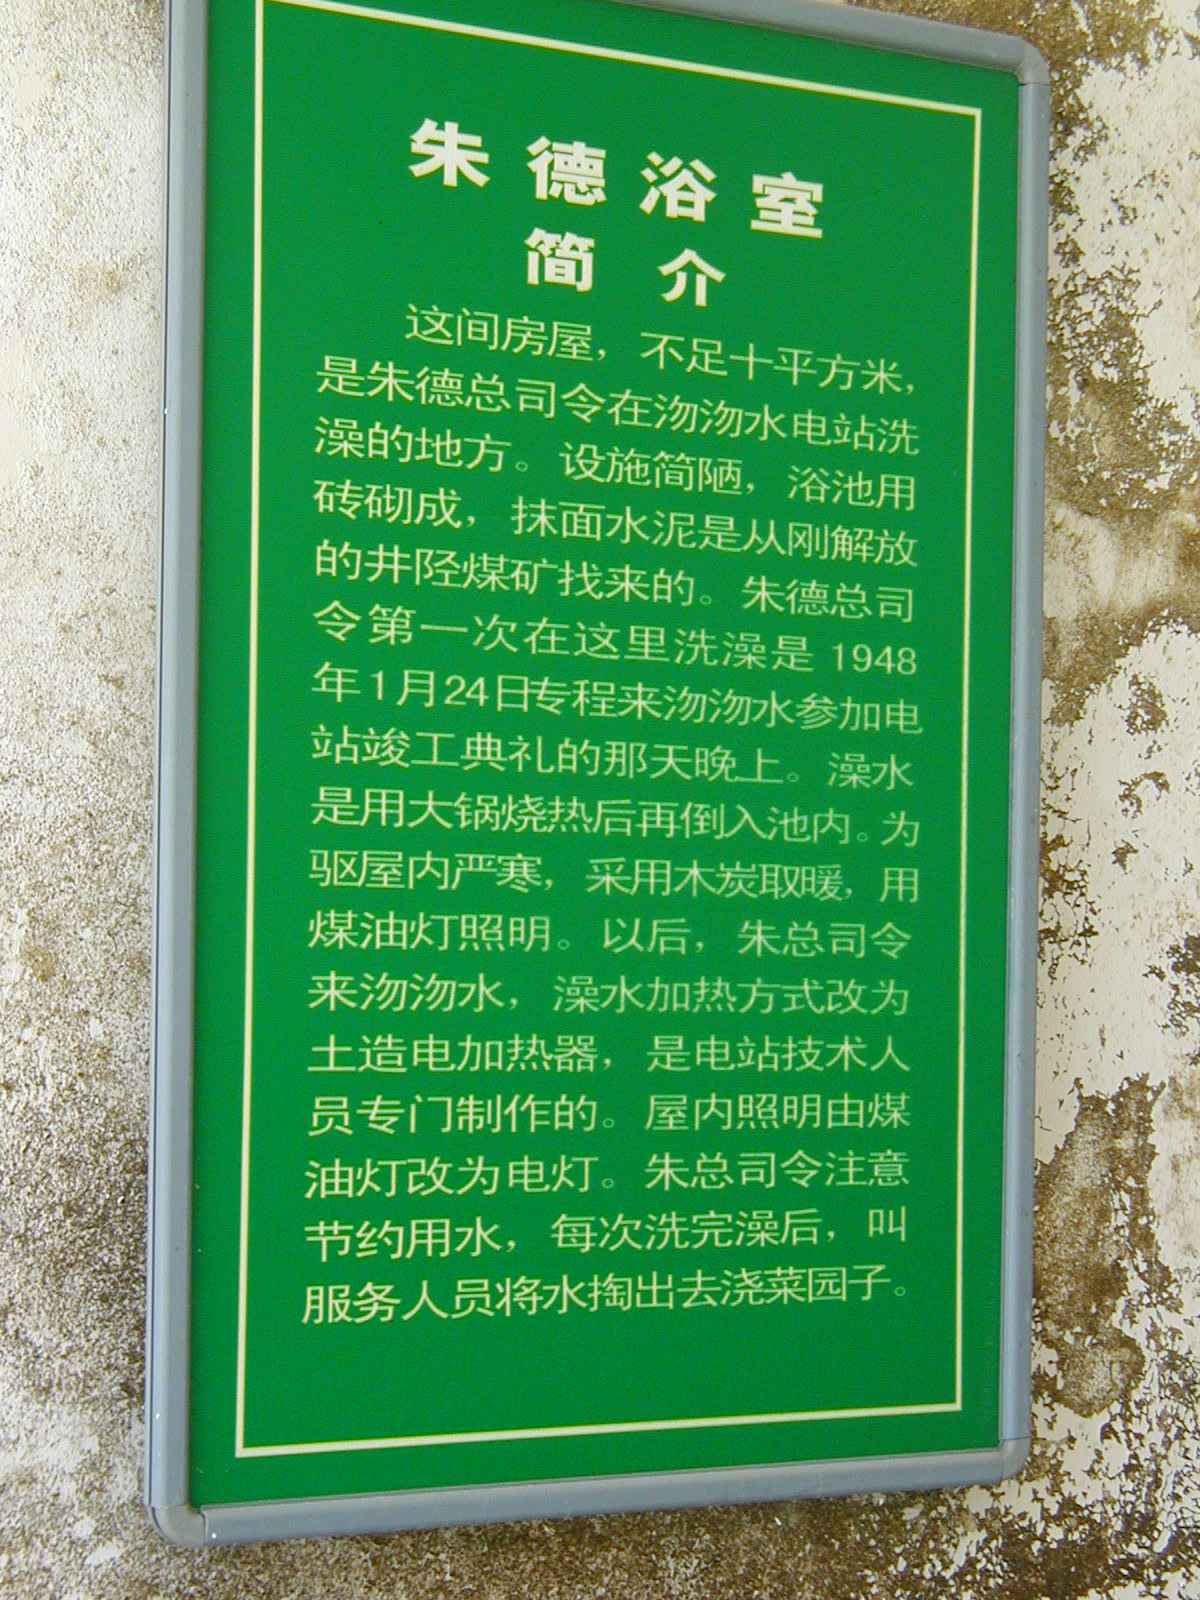 朱德浴室
简介
这间房屋，不足十平方米，
是朱德总司令在沕沕水电站洗
澡的地方。设施简陋，浴池用
砖砌成，抹面水泥是从刚解放
的井陉煤矿找来的。朱德总司
令第一次在这里洗澡是 1948
年1月24日专程来沕沕水参加电
站竣工典礼的那天晚上。澡水
是用大锅烧热后再倒入池内。为
驱屋内严寒，采用木炭取暖，用
煤油灯照明。以后，朱总司令
来沕沕水，澡水加热方式改为
土造电加热器，是电站技术人
员专门制作的。屋内照明由煤
油灯改为电灯。朱总司令注意
节约用水，每次洗完澡后，叫
服务人员将水掏出去浇菜园子。